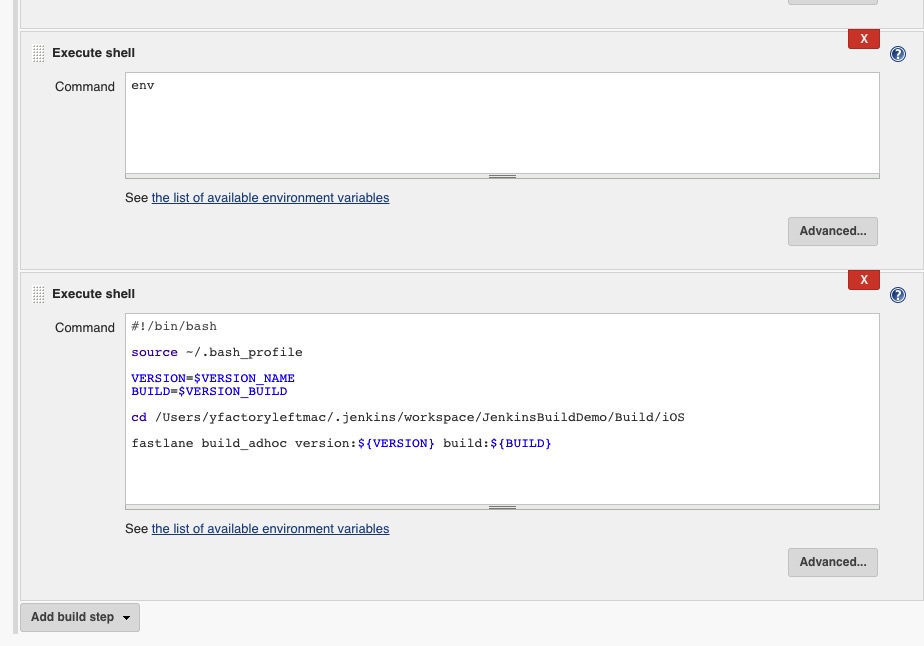 X
Execute shell
?
Command
env
See the list of available environment variables
Advanced...
X
Execute shell
?
Command
#!/bin/bash
source ~/.bash_profile
VERSION=$VERSION_NAME
BUILD=$VERSION_BUILD
cd /Users/yfactoryleftmac/.jenkins/workspace/JenkinsBuildDemo/Build/iOS
fastlane build_adhoc version:${VERSION} build:${BUILD}
See the list of available environment variables
Advanced...
Add build step